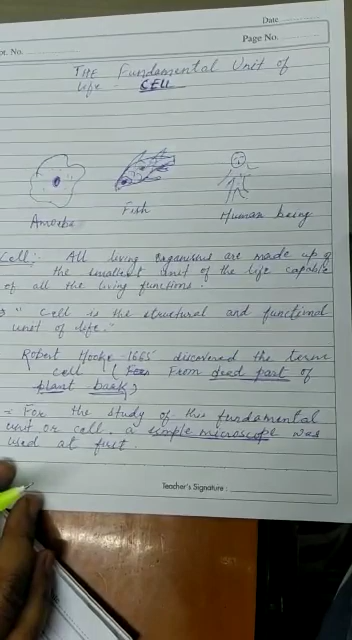 Date
pt. No.
Page No.
THE Fundamental Unit of
life - CELL
Amoeba
Fish
Human being
Cell:- All living organisms are made up of
the smallest unit of the life capable
of all the living functions.
" Cell is the structural and functional
unit of life."
Robert Hooke-1665 discovered the term
cell ( From dead part of
plant bark)
= For the study of this fundamental
unit or cell, a simple microscope was
used at first.
Teacher's Signature :